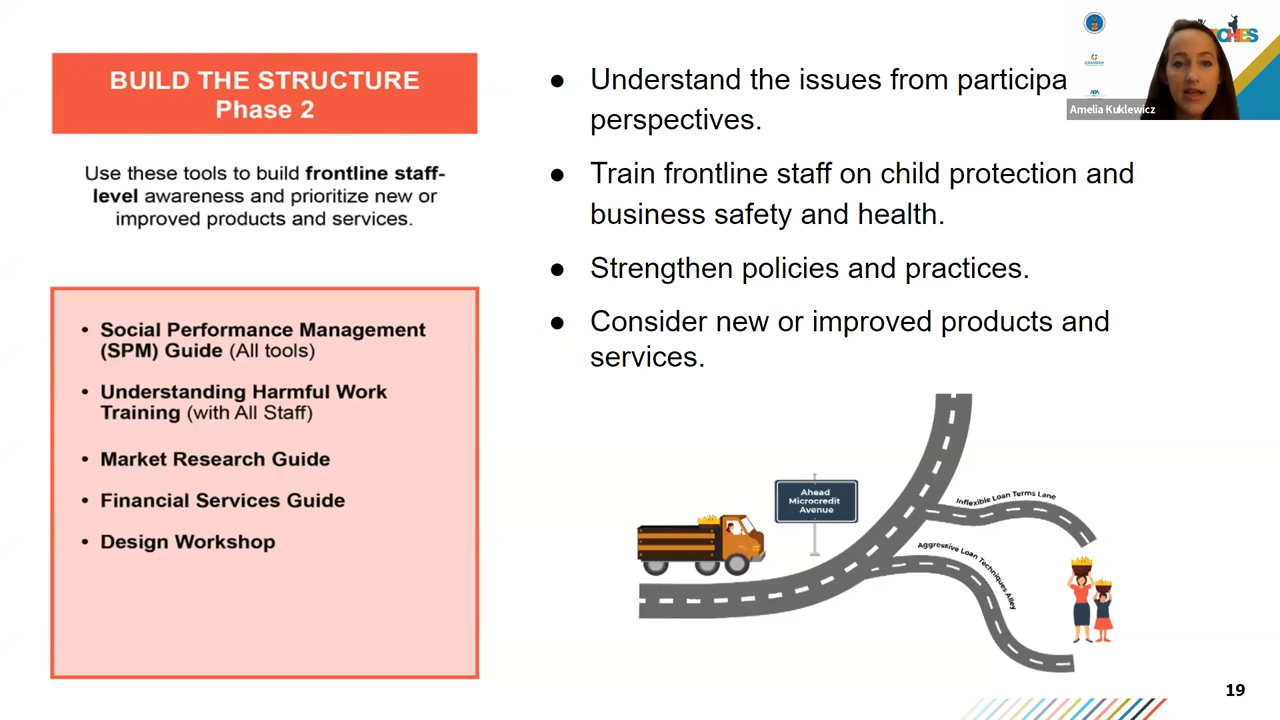 BUILD THE STRUCTURE
Phase 2
Use these tools to build frontline staff-
level awareness and prioritize new or
improved products and services.
• Social Performance Management
(SPM) Guide (All tools)
• Understanding Harmful Work
Training (with All Staff)
• Market Research Guide
• Financial Services Guide
• Design Workshop
● Understand the issues from participa
perspectives.
● Train frontline staff on child protection and
business safety and health.
● Strengthen policies and practices.
● Consider new or improved products and
services.
Ahead
Microcredit
Avenue
Inflexible Loan Terms Lane
Aggressive Loan Techniques Alley
Amelia Kuklewicz
19